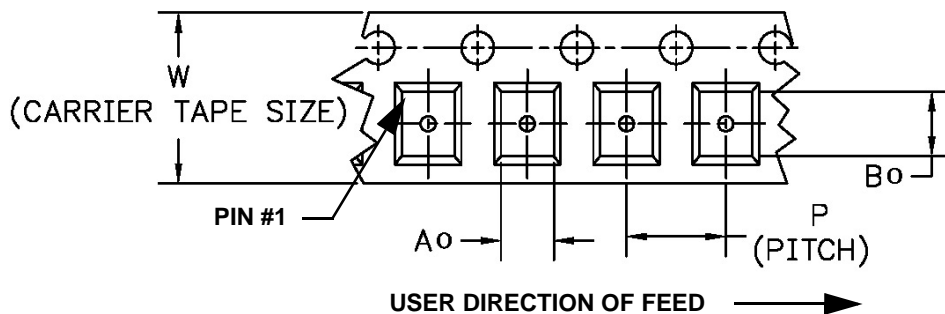 W
(CARRIER TAPE SIZE)
PIN #1
Ao
Bo
P
(PITCH)
USER DIRECTION OF FEED